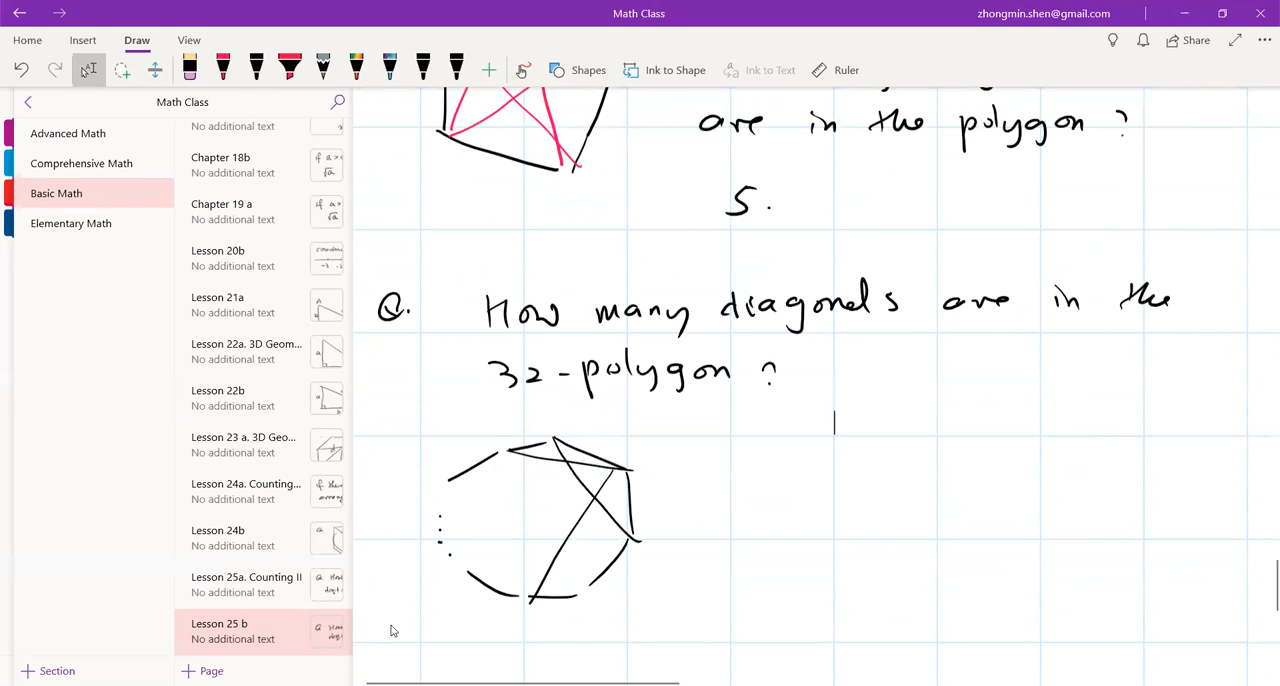 Math Class
zhongmin.shen@gmail.com
Home
Insert
Draw
View
Share
Shapes
Ink to Shape
Ink to Text
Ruler
Math Class
Advanced Math
Comprehensive Math
Basic Math
Elementary Math
No additional text
Chapter 18b
No additional text
Chapter 19 a
No additional text
Lesson 20b
No additional text
Lesson 21a
No additional text
Lesson 22a. 3D Geom...
No additional text
Lesson 22b
No additional text
Lesson 23 a. 3D Geo...
No additional text
Lesson 24a. Counting...
No additional text
Lesson 24b
No additional text
Lesson 25a. Counting II
No additional text
Lesson 25 b
No additional text
Section
Page
are in the polygon ?
5.
Q. How many diagonals are in the
32-polygon ?